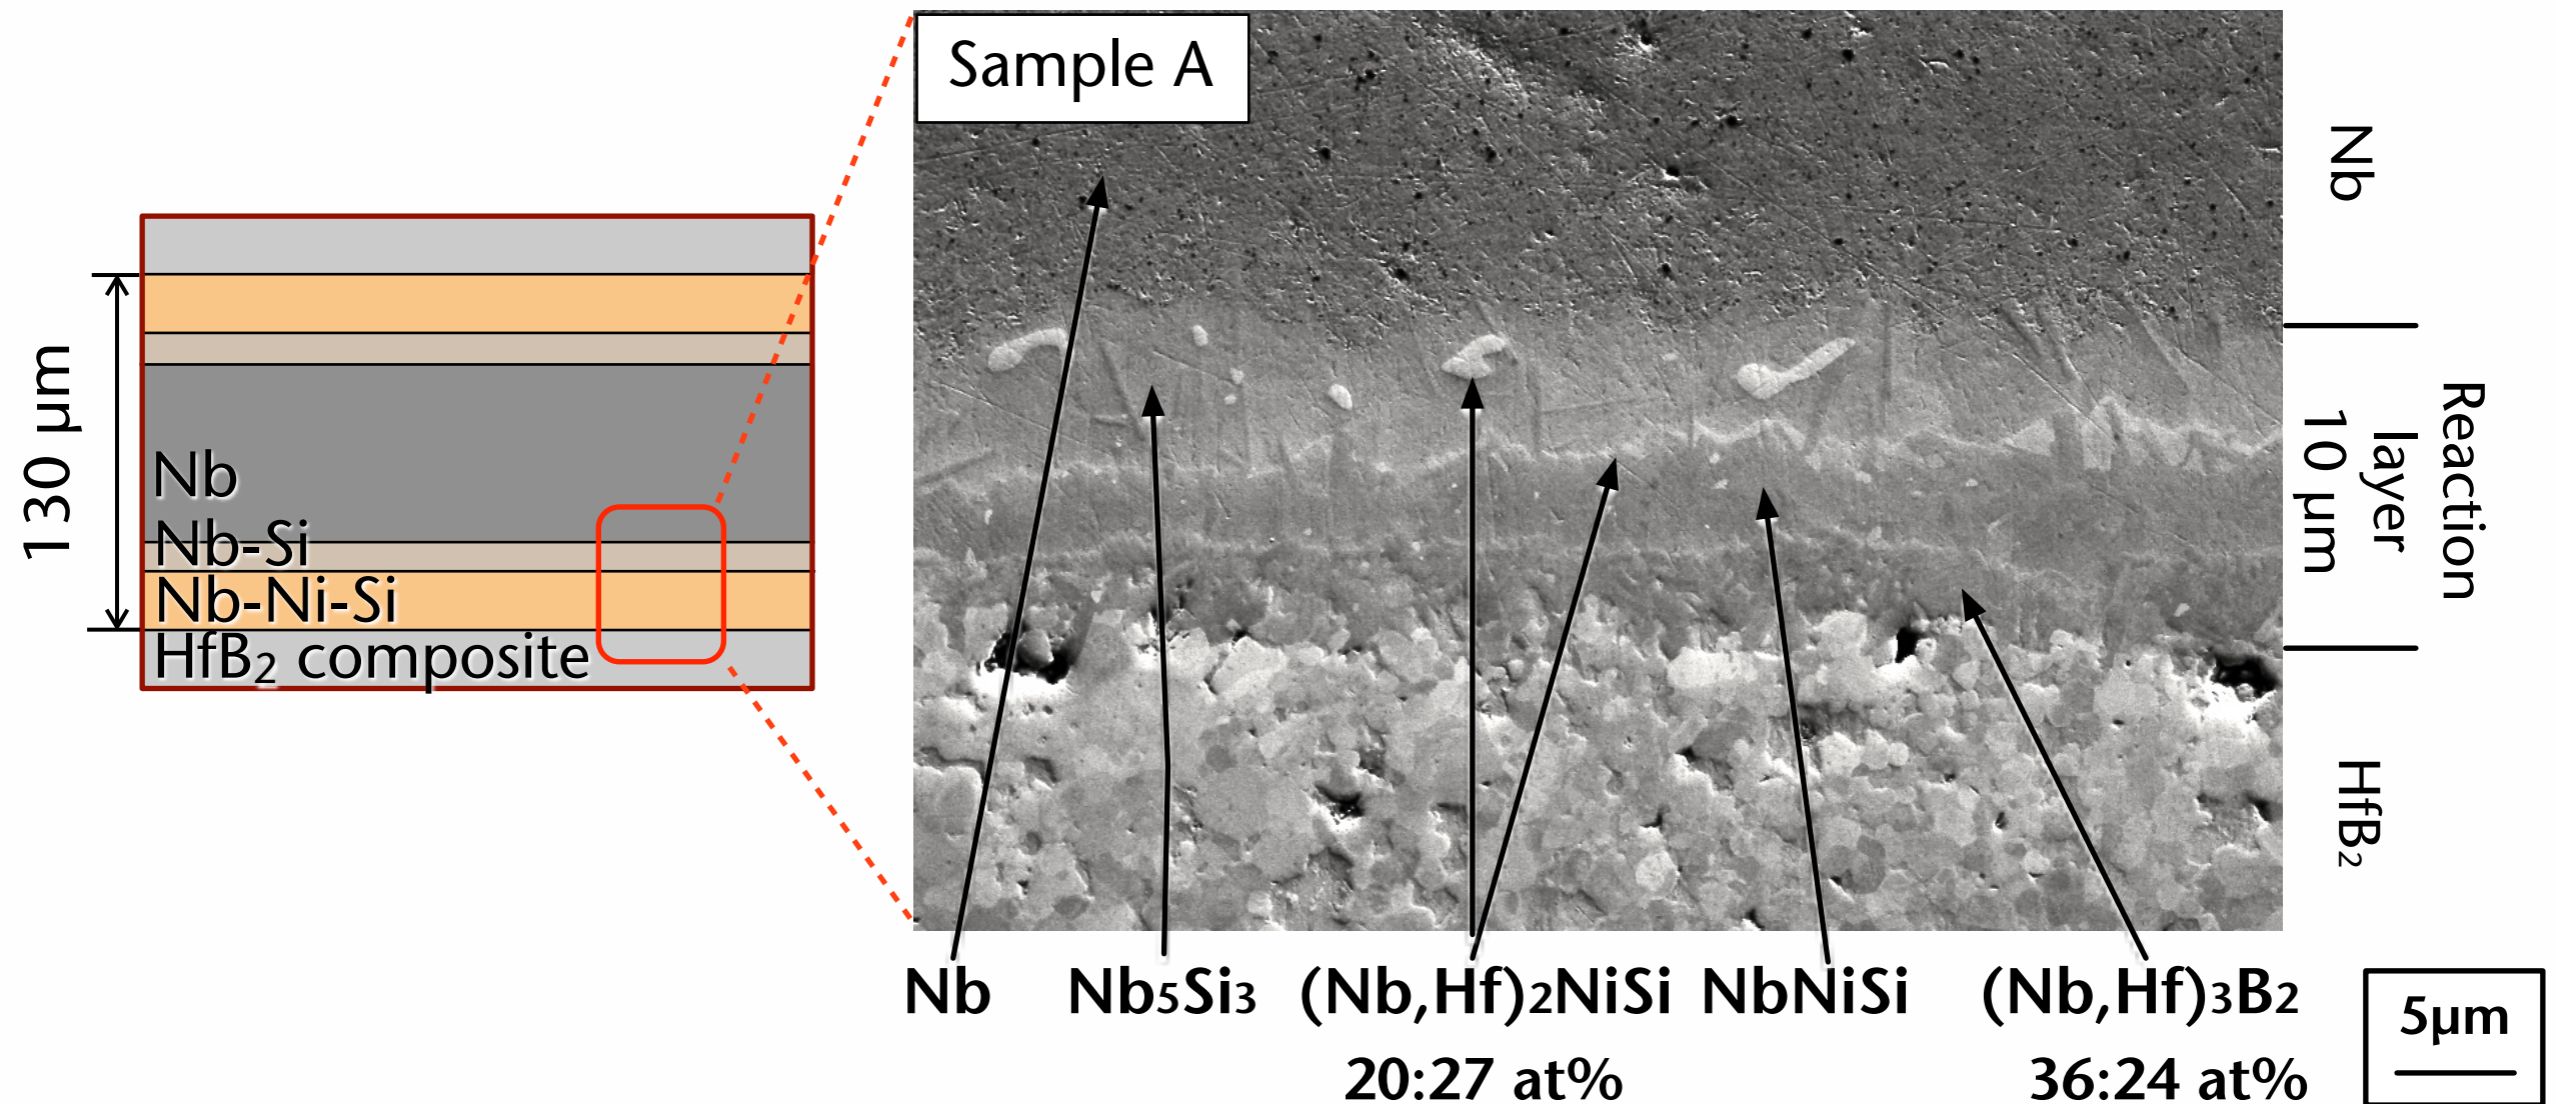 Sample A
130 μm
Nb
Nb-Si
Nb-Ni-Si
HfB₂ composite
Nb
Reaction
layer
10 μm
HfB₂
Nb
Nb₅Si₃
(Nb,Hf)₂NiSi
20:27 at%
NbNiSi
(Nb,Hf)₃B₂
36:24 at%
5μm